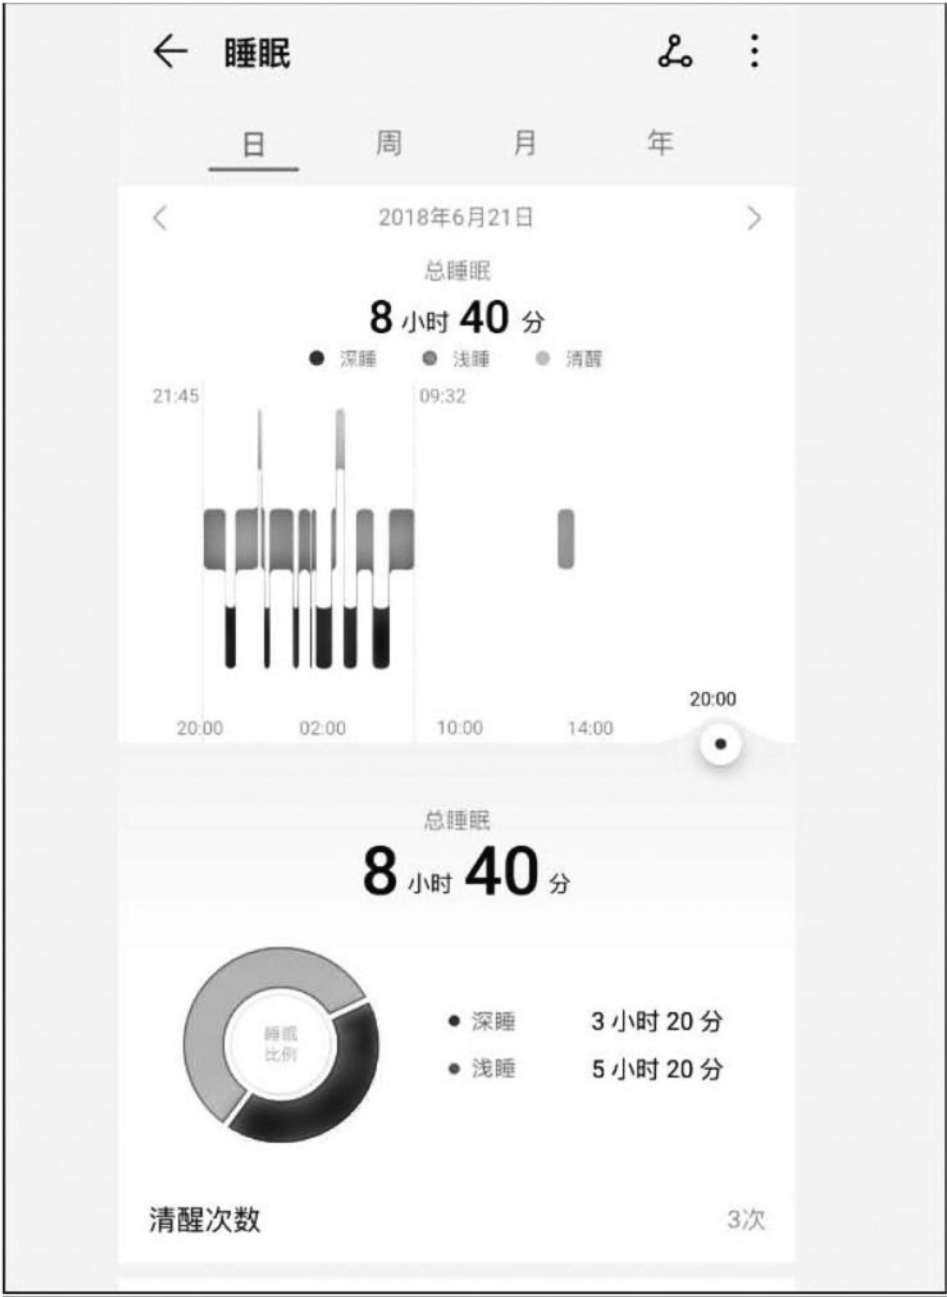 睡眠
日 周 月 年
2018年6月21日
总睡眠
8 小时 40 分
深睡 浅睡 清醒
21:45 09:32
20:00
20:00 02:00 10:00 14:00
总睡眠
8 小时 40 分
睡眠
比例
深睡 3 小时 20 分
浅睡 5 小时 20 分
清醒次数 3次